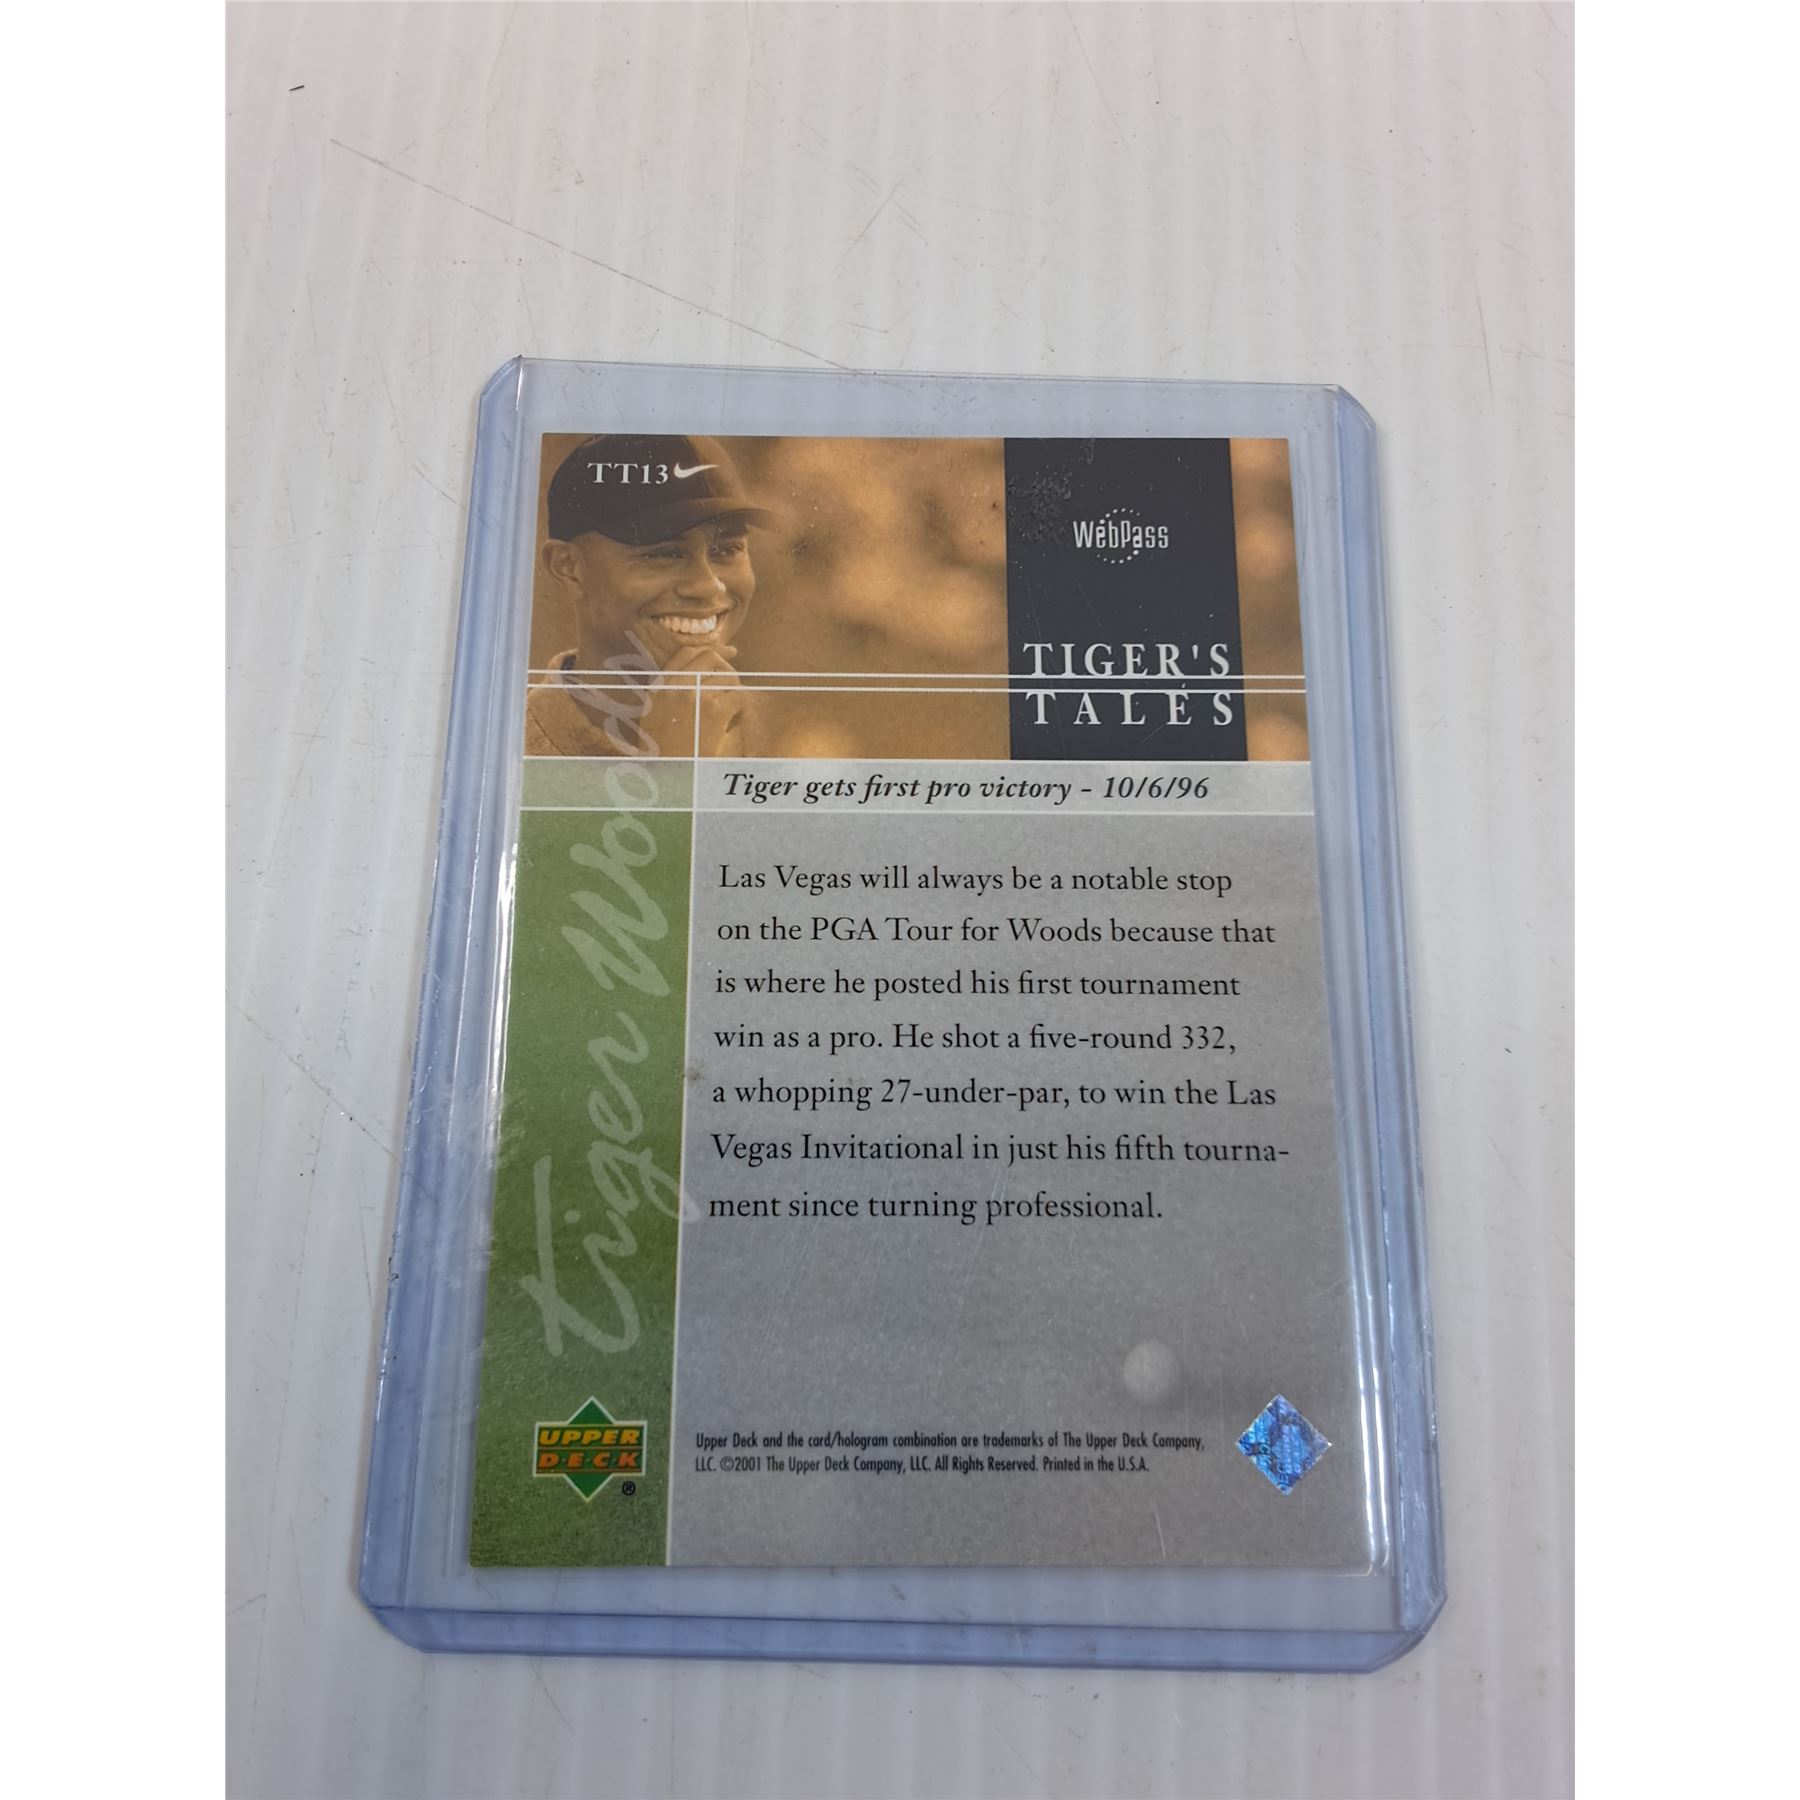 TT13
WebPass
TIGER'S
TALES
Tiger gets first pro victory - 10/6/96
Las Vegas will always be a notable stop
on the PGA Tour for Woods because that
is where he posted his first tournament
win as a pro. He shot a five-round 332,
a whopping 27-under-par, to win the Las
Vegas Invitational in just his fifth tourna-
ment since turning professional.
Tiger Woods
UPPER
D·E·C·K
®
Upper Deck and the card/hologram combination are trademarks of The Upper Deck Company,
LLC. ©2001 The Upper Deck Company, LLC. All Rights Reserved. Printed in the U.S.A.